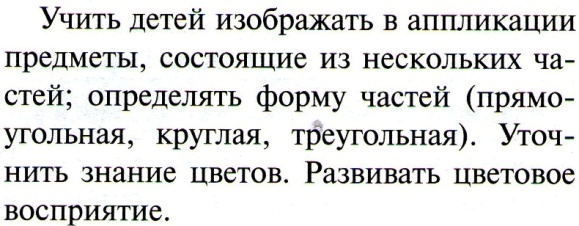 Учить детей изображать в аппликации
предметы, состоящие из нескольких ча-
стей; определять форму частей (прямо-
угольная, круглая, треугольная). Уточ-
нить знание цветов. Развивать цветовое
восприятие.